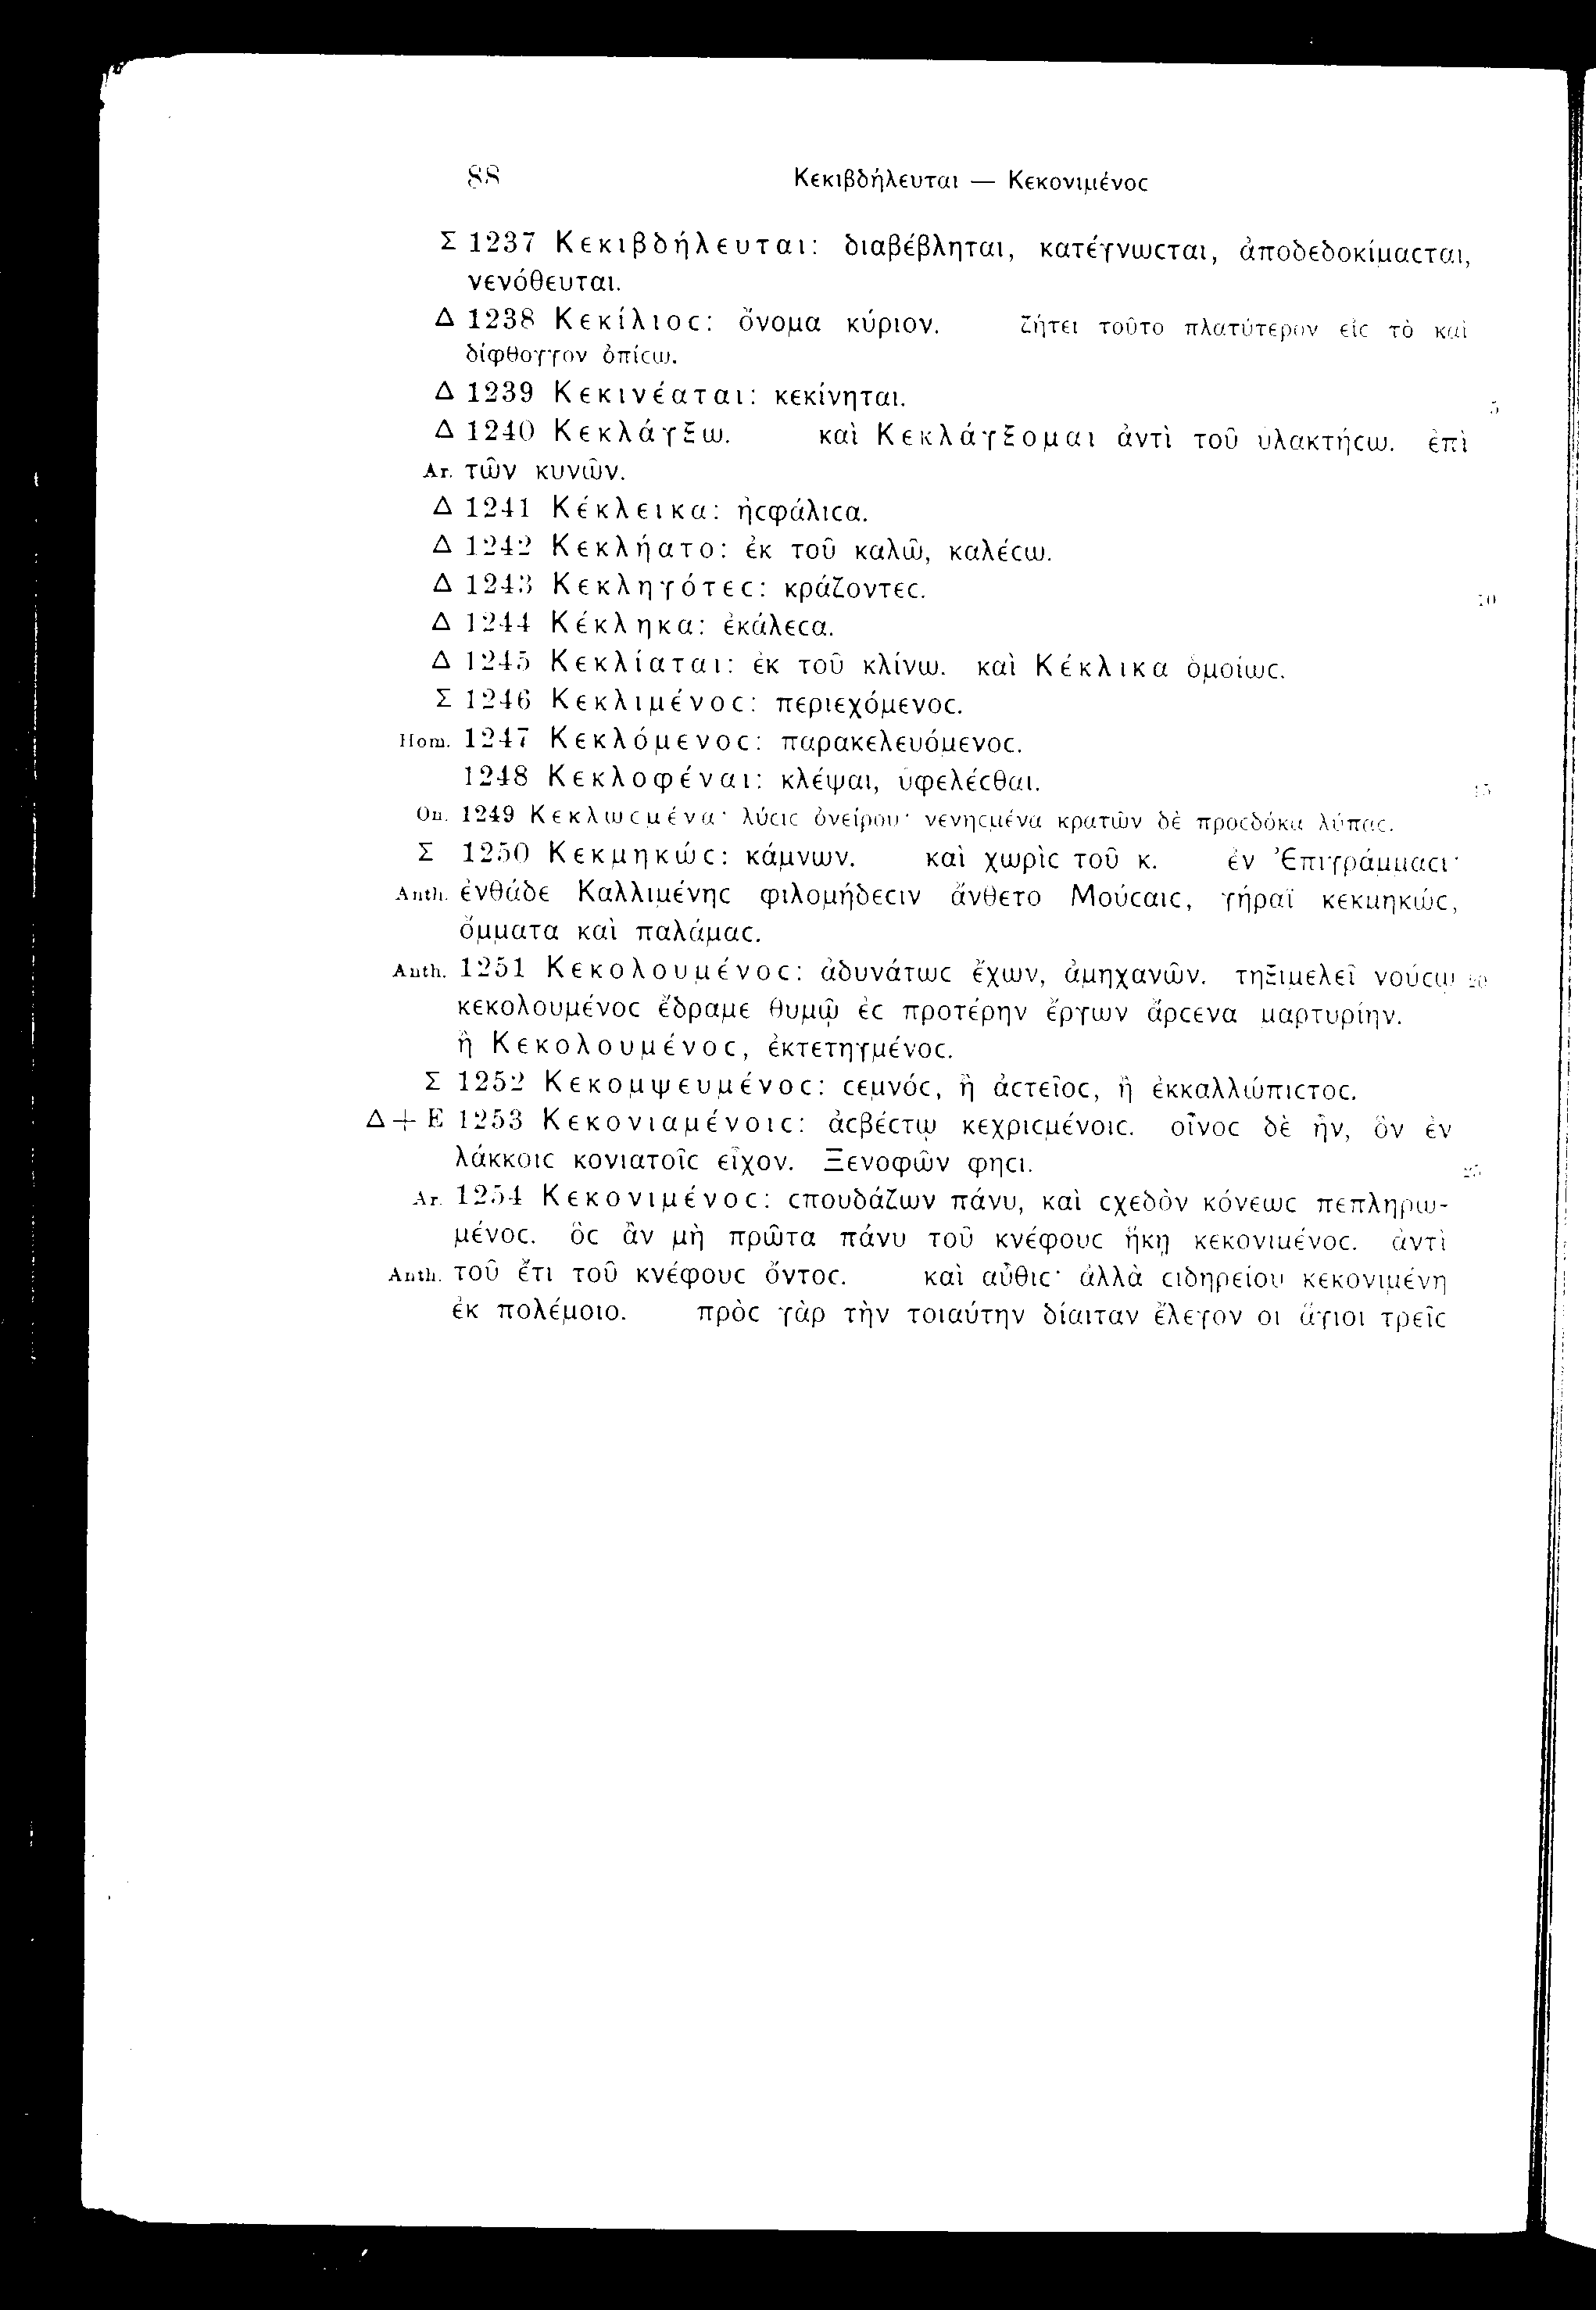 88 Κεκιβδήλευται — Κεκονιμένοϲ
Σ 1237 Κεκιβδήλευται: διαβέβληται, κατέγνωϲται, ἀποδεδοκίμαϲται,
νενόθευται.
Δ 1238 Κεκίλιοϲ: ὄνομα κύριον. ζήτει τοῦτο πλατύτερον εἰϲ τὸ καὶ
δίφθογγον ὀπίϲω.
Δ 1239 Κεκινέαται: κεκίνηται. 5
Δ 1240 Κεκλάγξω. καὶ Κεκλάγξομαι ἀντὶ τοῦ ὑλακτήϲω. ἐπὶ
Ar. τῶν κυνῶν.
Δ 1241 Κέκλεικα: ἠϲφάλιϲα.
Δ 1242 Κεκλήατο: ἐκ τοῦ καλῶ, καλέϲω.
Δ 1243 Κεκληγότεϲ: κράζοντεϲ. 10
Δ 1244 Κέκληκα: ἐκάλεϲα.
Δ 1245 Κεκλίαται: ἐκ τοῦ κλίνω. καὶ Κέκλικα ὁμοίωϲ.
Σ 1246 Κεκλιμένοϲ: περιεχόμενοϲ.
Hom. 1247 Κεκλόμενοϲ: παρακελευόμενοϲ.
1248 Κεκλοφέναι: κλέψαι, ὑφελέϲθαι. 15
On. 1249 Κεκλωϲμένα· λύϲιϲ ὀνείρου· νενηϲμένα κρατῶν δὲ προϲδόκα λύπαϲ.
Σ 1250 Κεκμηκώϲ: κάμνων. καὶ χωρὶϲ τοῦ κ. ἐν Ἐπιγράμμαϲι·
Anth. ἐνθάδε Καλλιμένηϲ φιλομήδεϲιν ἄνθετο Μούϲαιϲ, γήραϊ κεκμηκώϲ,
ὄμματα καὶ παλάμαϲ.
Anth. 1251 Κεκολουμένοϲ: ἀδυνάτωϲ ἔχων, ἀμηχανῶν. τηξιμελεῖ νούϲῳ 20
κεκολουμένοϲ ἔδραμε θυμῷ ἐϲ προτέρην ἔργων ἄρϲενα μαρτυρίην.
ἢ Κεκολουμένοϲ, ἐκτετηγμένοϲ.
Σ 1252 Κεκομψευμένοϲ: ϲεμνόϲ, ἢ ἀϲτεῖοϲ, ἢ ἐκκαλλώπιϲτοϲ.
Δ + E 1253 Κεκονιαμένοιϲ: ἀϲβέϲτῳ κεχριϲμένοιϲ. οἶνοϲ δὲ ἦν, ὃν ἐν
λάκκοιϲ κονιατοῖϲ εἶχον. Ξενοφῶν φηϲι. 25
Ar. 1254 Κεκονιμένοϲ: ϲπουδάζων πάνυ, καὶ ϲχεδὸν κόνεωϲ πεπληρω-
μένοϲ. ὃϲ ἂν μὴ πρῶτα πάνυ τοῦ κνέφουϲ ἥκῃ κεκονιμένοϲ. ἀντὶ
Anth. τοῦ ἔτι τοῦ κνέφουϲ ὄντοϲ. καὶ αὖθιϲ· ἀλλὰ ϲιδηρείου κεκονιμένη
ἐκ πολέμοιο. πρὸϲ γὰρ τὴν τοιαύτην δίαιταν ἔλεγον οἱ ἅγιοι τρεῖϲ